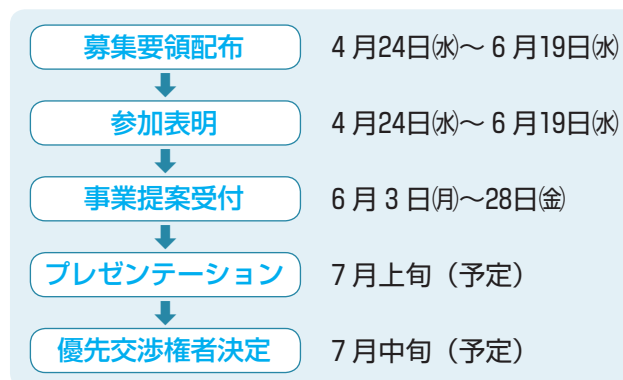 募集要領配布 4月24日㈬～6月19日㈬
参加表明 4月24日㈬～6月19日㈬
事業提案受付 6月3日㈪～28日㈮
プレゼンテーション 7月上旬（予定）
優先交渉権者決定 7月中旬（予定）